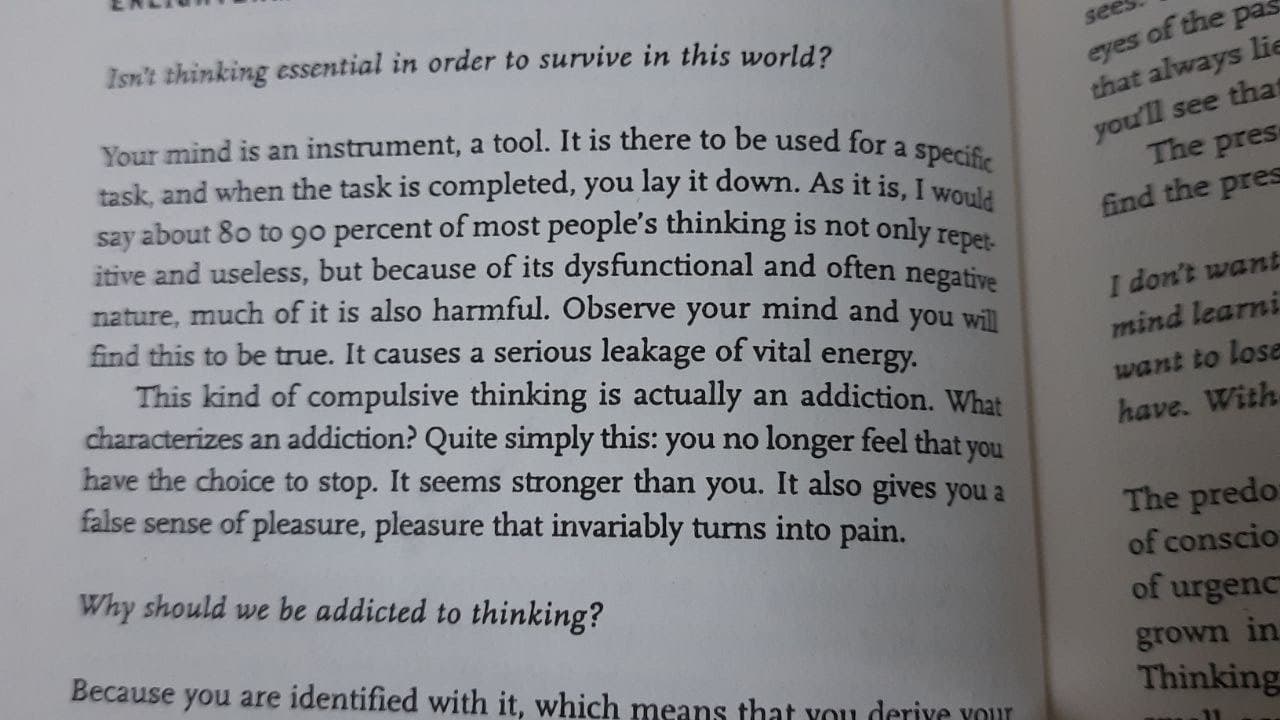 Isn't thinking essential in order to survive in this world?
Your mind is an instrument, a tool. It is there to be used for a specific
task, and when the task is completed, you lay it down. As it is, I would
say about 80 to 90 percent of most people's thinking is not only repet-
itive and useless, but because of its dysfunctional and often negative
nature, much of it is also harmful. Observe your mind and you will
find this to be true. It causes a serious leakage of vital energy.
This kind of compulsive thinking is actually an addiction. What
characterizes an addiction? Quite simply this: you no longer feel that you
have the choice to stop. It seems stronger than you. It also gives you a
false sense of pleasure, pleasure that invariably turns into pain.
Why should we be addicted to thinking?
Because you are identified with it, which means that you derive your
sees.
eyes of the pas
that always lie
you'll see that
The pres
find the pres
I don't want
mind learni
want to lose
have. With
The predo
of conscio
of urgenc
grown in
Thinking